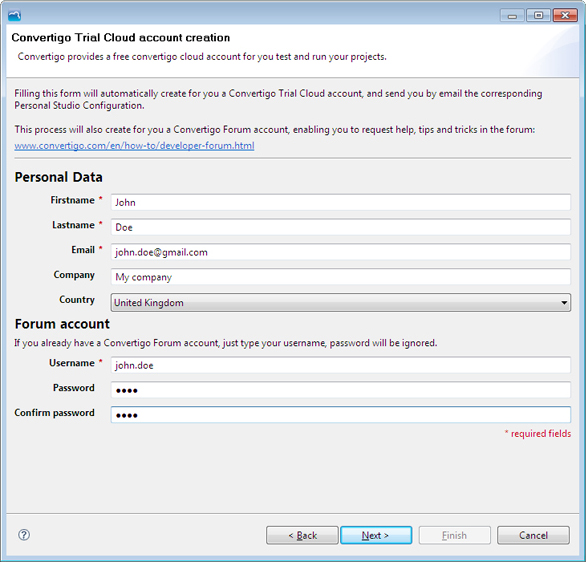 Convertigo Trial Cloud account creation
Convertigo provides a free convertigo cloud account for you test and run your projects.
Filling this form will automatically create for you a Convertigo Trial Cloud account, and send you by email the corresponding
Personal Studio Configuration.
This process will also create for you a Convertigo Forum account, enabling you to request help, tips and tricks in the forum:
www.convertigo.com/en/how-to/developer-forum.html
Personal Data
Firstname * John
Lastname * Doe
Email * john.doe@gmail.com
Company My company
Country United Kingdom
Forum account
If you already have a Convertigo Forum account, just type your username, password will be ignored.
Username * john.doe
Password ●●●●
Confirm password ●●●●
* required fields
? < Back Next > Finish Cancel